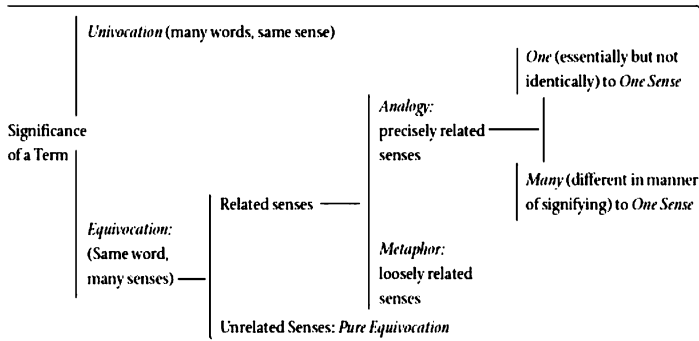 Univocation (many words, same sense)
One (essentially but not
identically) to One Sense
Analogy:
precisely related
senses
Significance
of a Term
Many (different in manner
of signifying) to One Sense
Related senses
Equivocation:
(Same word,
many senses)
Metaphor:
loosely related
senses
Unrelated Senses: Pure Equivocation